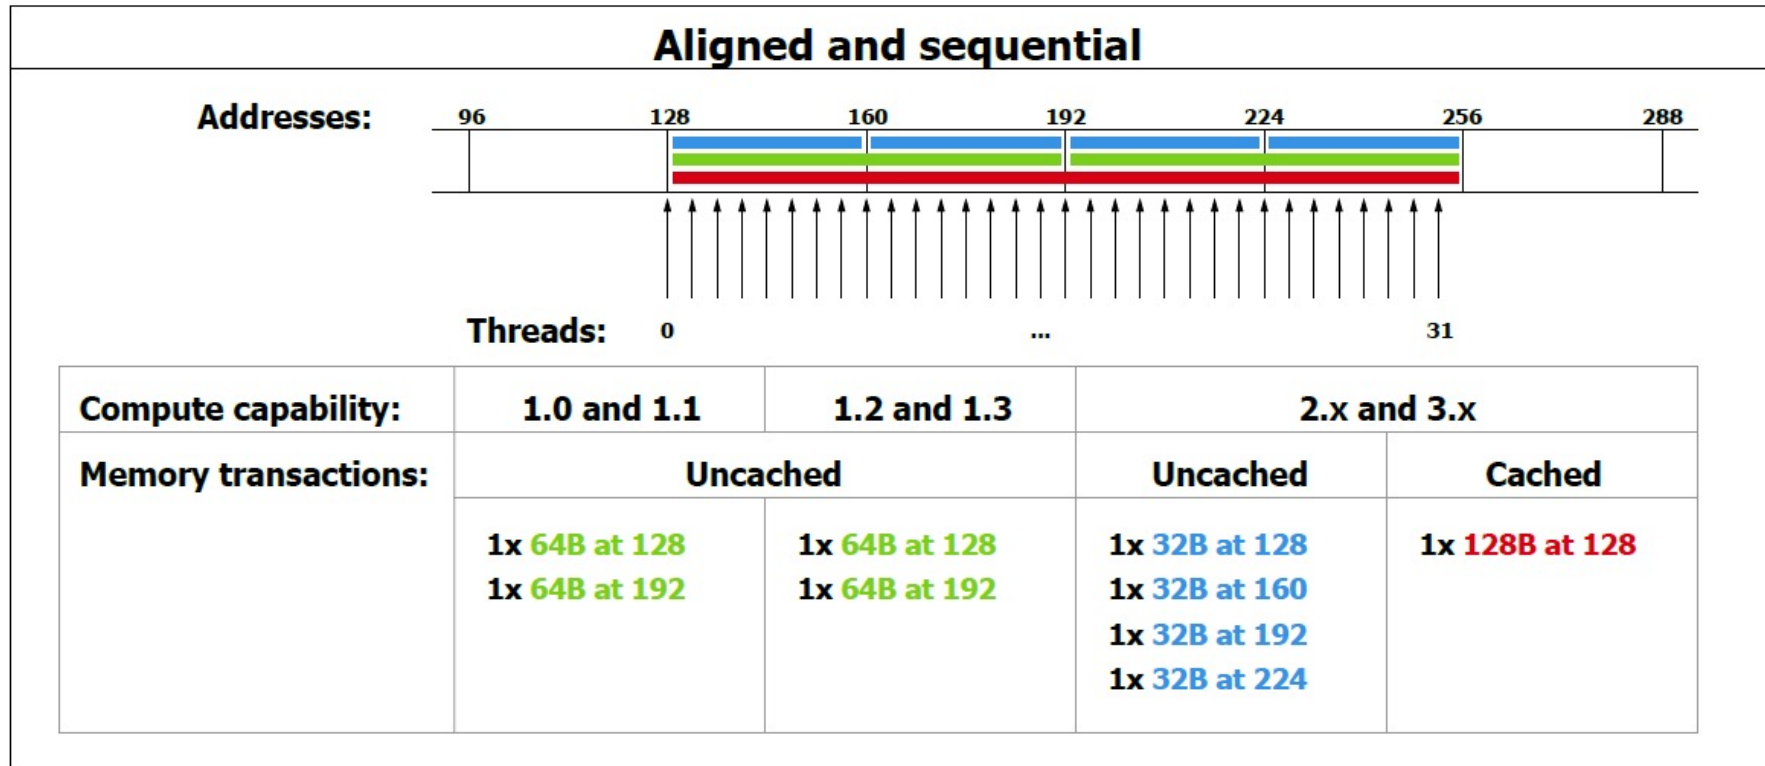 Aligned and sequential
Addresses: 96 128 160 192 224 256 288
Threads: 0 ... 31
Compute capability: 1.0 and 1.1 1.2 and 1.3 2.x and 3.x
Memory transactions: Uncached Uncached Cached
1x 64B at 128 1x 64B at 128 1x 32B at 128 1x 128B at 128
1x 64B at 192 1x 64B at 192 1x 32B at 160
1x 32B at 192
1x 32B at 224